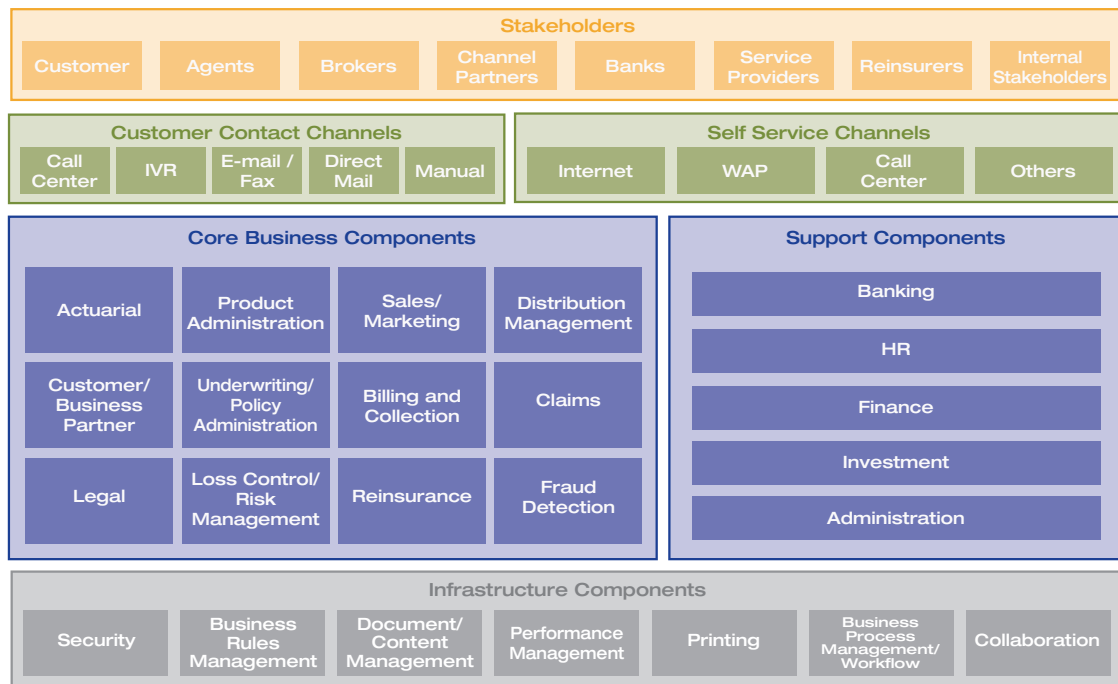 Stakeholders
Customer
Agents
Brokers
Channel
Partners
Banks
Service
Providers
Reinsurers
Internal
Stakeholders
Customer Contact Channels
Call
Center
IVR
E-mail /
Fax
Direct
Mail
Manual
Self Service Channels
Internet
WAP
Call
Center
Others
Core Business Components
Actuarial
Product
Administration
Sales/
Marketing
Distribution
Management
Customer/
Business
Partner
Underwriting/
Policy
Administration
Billing and
Collection
Claims
Legal
Loss Control/
Risk
Management
Reinsurance
Fraud
Detection
Support Components
Banking
HR
Finance
Investment
Administration
Infrastructure Components
Security
Business
Rules
Management
Document/
Content
Management
Performance
Management
Printing
Business
Process
Management/
Workflow
Collaboration